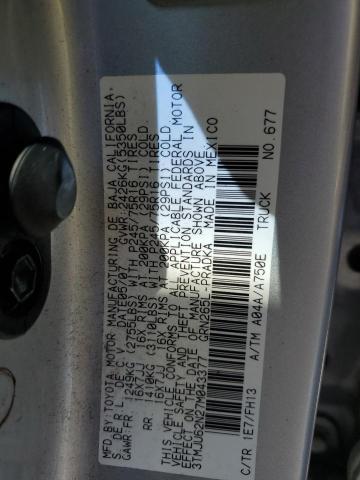 MFD.BY:TOYOTA MOTOR MANUFACTURING DE BAJA CALIFORNIA,
S.DE R.L.DE C.V. DATE:06/07 GVWR:2426KG(5350LBS)
GAWR:FR: 1249KG (2755LBS) WITH P245/75R16 TIRES
16X7JJ 16X RIMS AT 200KPA (29PSI) COLD
RR: 1410KG (3110LBS) WITH P245/75R16 TIRES
16X7JJ 16X RIMS AT 200KPA (29PSI) COLD
THIS VEHICLE CONFORMS TO ALL APPLICABLE FEDERAL MOTOR
VEHICLE SAFETY AND THEFT PREVENTION STANDARDS IN
EFFECT ON THE DATE OF MANUFACTURE SHOWN ABOVE.
3TMJU62N27M043377 GRN265L-PRADKA MADE IN MEXICO
C/TR 1E7/FH13 A/TM A04A/A750E TRUCK NO.677